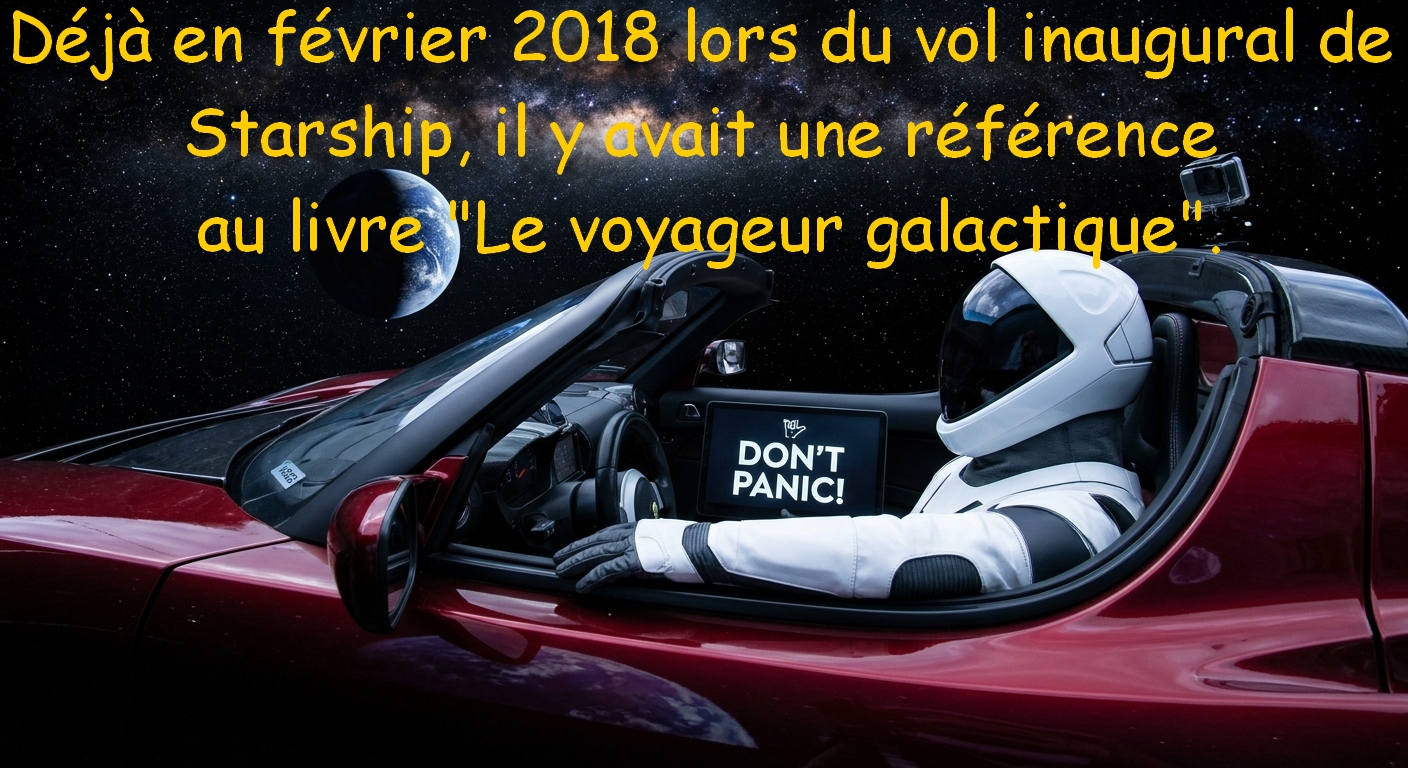 Déjà en février 2018 lors du vol inaugural de
Starship, il y avait une référence
au livre "Le voyageur galactique".
DON'T
PANIC!